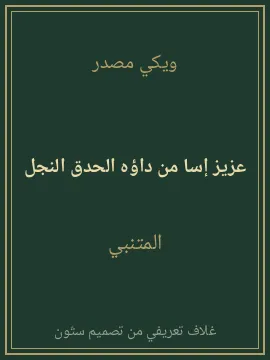 ويكي مصدر
عزيز إسا من داؤه الحدق النجل
المتنبي
غلاف تعريفي من تصميم سثون